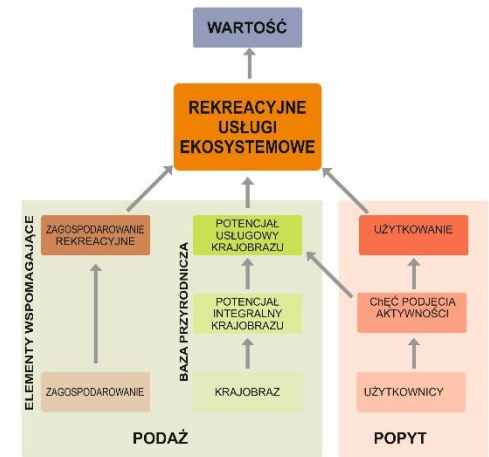 WARTOŚĆ
REKREACYJNE
USŁUGI
EKOSYSTEMOWE
ELEMENTY WSPOMAGAJĄCE
ZAGOSPODAROWANIE
REKREACYJNE
ZAGOSPODAROWANIE
BAZA PRZYRODNICZA
POTENCJAŁ
USŁUGOWY
KRAJOBRAZU
POTENCJAŁ
INTEGRALNY
KRAJOBRAZU
KRAJOBRAZ
PODAŻ
UŻYTKOWANIE
ChĘĆ PODJĘCIA
AKTYWNOŚCI
UŻYTKOWNICY
POPYT